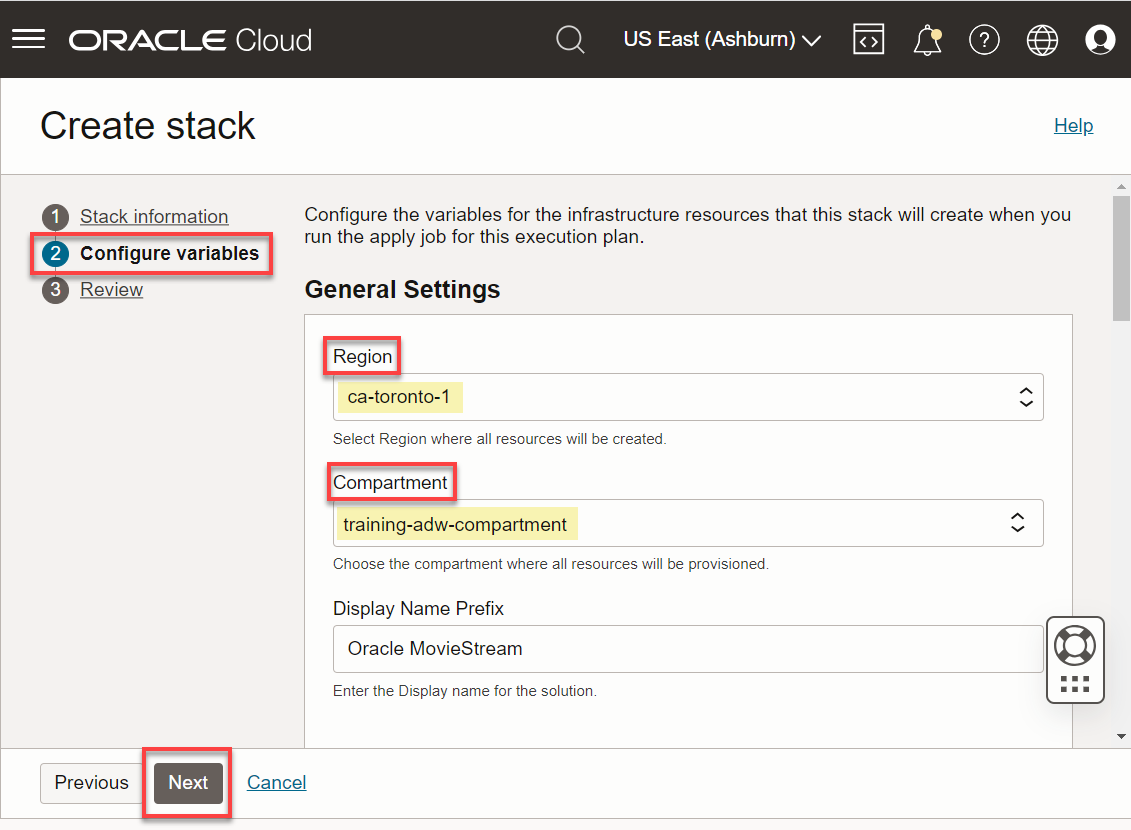 ORACLE Cloud
US East (Ashburn)
Create stack
Help
1 Stack information
2 Configure variables
3 Review
Configure the variables for the infrastructure resources that this stack will create when you
run the apply job for this execution plan.
General Settings
Region
ca-toronto-1
Select Region where all resources will be created.
Compartment
training-adw-compartment
Choose the compartment where all resources will be provisioned.
Display Name Prefix
Oracle MovieStream
Enter the Display name for the solution.
Previous
Next
Cancel